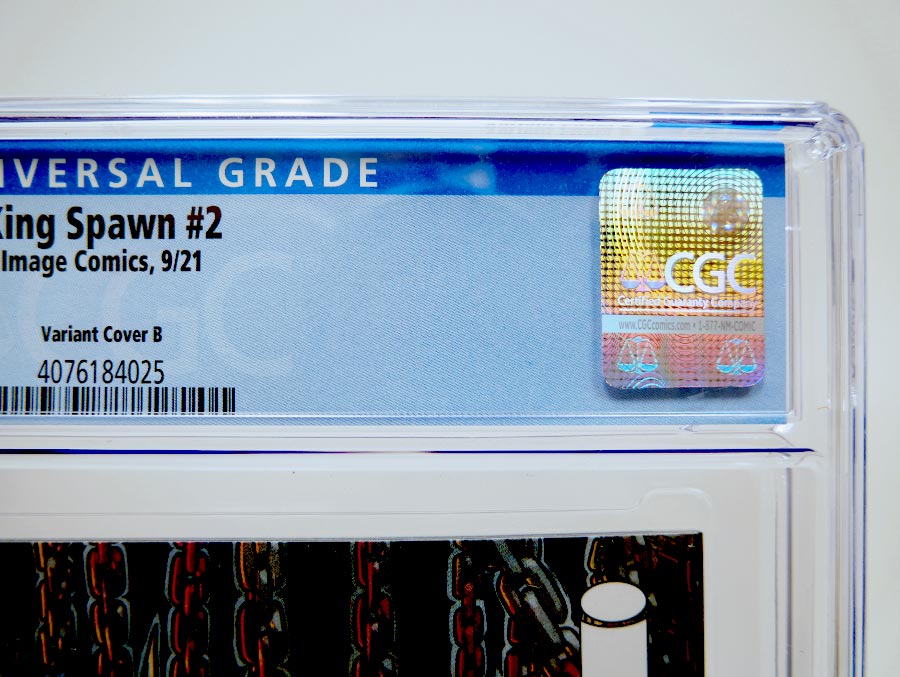 IVERSAL GRADE
King Spawn #2
Image Comics, 9/21
Variant Cover B
4076184025
CGC
Certified Guaranty Company
www.CGCcomics.com • 1-877-NM-COMIC